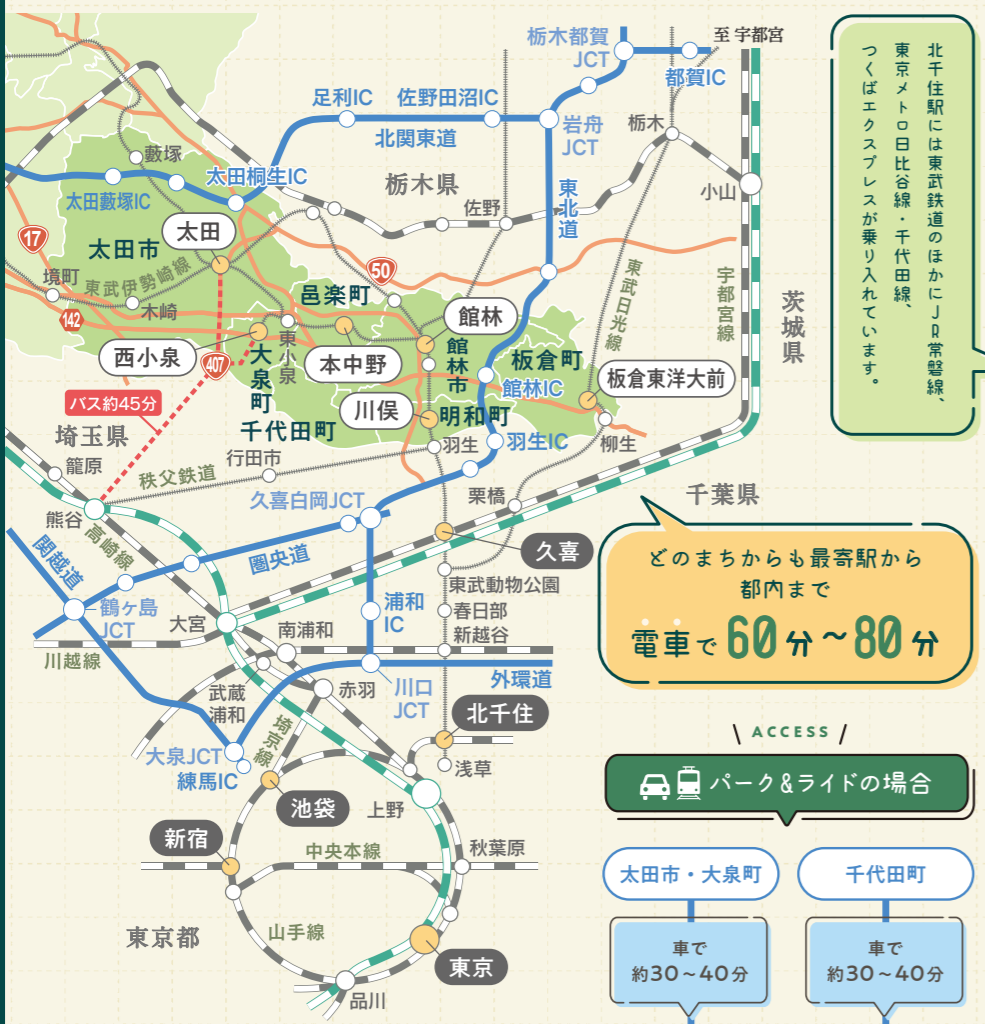 至 宇都宮
栃木都賀
JCT
都賀IC
足利IC
佐野田沼IC
北関東道
岩舟
JCT
栃木
藪塚
太田桐生IC
太田藪塚IC
栃木県
小山
佐野
東北道
太田
太田市
17
境町
東武伊勢崎線
木崎
142
50
邑楽町
東武日光線
宇都宮線
茨城県
館林
西小泉
407
大泉町
東小泉
本中野
館林市
板倉町
館林IC
板倉東洋大前
川俣
明和町
千代田町
バス約45分
埼玉県
羽生
羽生IC
柳生
籠原
行田市
秩父鉄道
熊谷
高崎線
久喜白岡JCT
栗橋
千葉県
久喜
関越道
圏央道
東武動物公園
鶴ヶ島
JCT
大宮
浦和
IC
春日部
新越谷
南浦和
川越線
外環道
武蔵
浦和
赤羽
川口
JCT
北千住
埼京線
大泉JCT
練馬IC
浅草
池袋
上野
新宿
中央本線
秋葉原
山手線
東京都
東京
品川
北千住駅には東武鉄道のほかにJR常磐線、
東京メトロ日比谷線・千代田線、
つくばエクスプレスが乗り入れています。
どのまちからも最寄駅から
都内まで
電車で60分~80分
ACCESS
パーク&ライドの場合
太田市・大泉町
車で
約30~40分
千代田町
車で
約30~40分